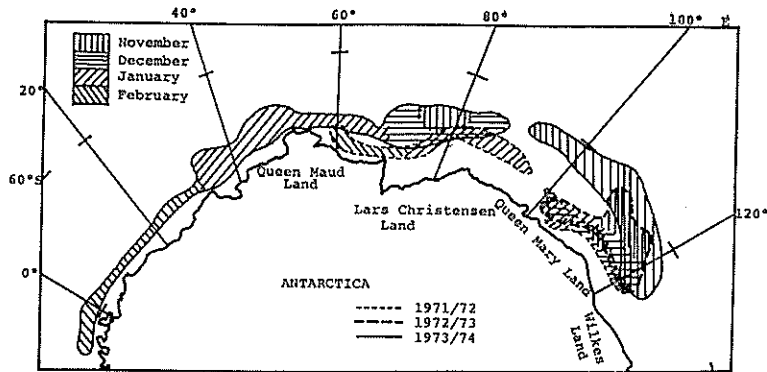 40°
60°
80°
100° E
November
December
January
February
20°
60°S
0°
120°
Queen Maud
Land
Lars Christensen
Land
Queen Mary Land
Wilkes
Land
ANTARCTICA
1971/72
1972/73
1973/74